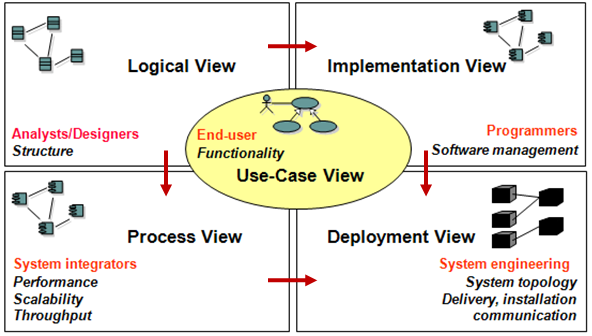 Logical View
Implementation View
Analysts/Designers
Structure
End-user
Functionality
Use-Case View
Programmers
Software management
Process View
Deployment View
System integrators
Performance
Scalability
Throughput
System engineering
System topology
Delivery, installation
communication